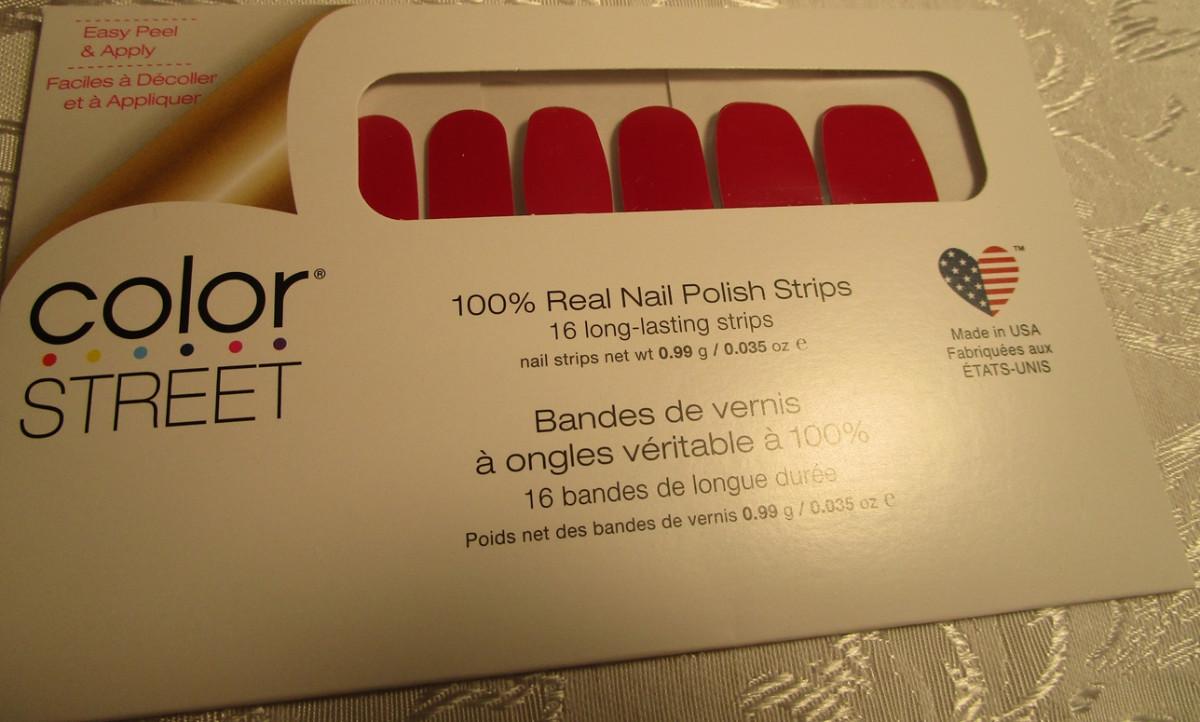 Easy Peel
& Apply
Faciles à Décoller
et à Appliquer
color®
STREET
100% Real Nail Polish Strips
16 long-lasting strips
nail strips net wt 0.99 g / 0.035 oz ℮
Bandes de vernis
à ongles véritable à 100%
16 bandes de longue durée
Poids net des bandes de vernis 0.99 g / 0.035 oz ℮
™
Made in USA
Fabriquées aux
ÉTATS-UNIS